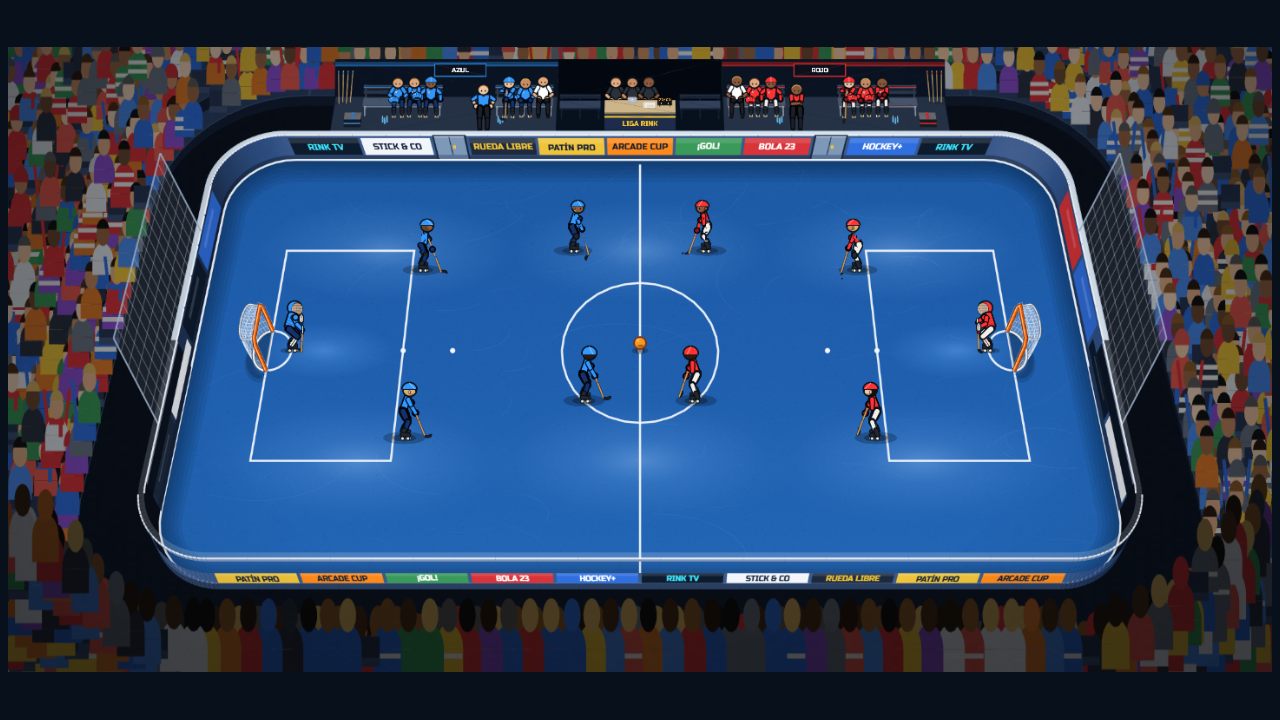 AZUL
ROJO
LIGA RINK
RINK TV
STICK & CO
RUEDA LIBRE
PATÍN PRO
ARCADE CUP
¡GOL!
BOLA 23
HOCKEY+
RINK TV
PATÍN PRO
ARCADE CUP
¡GOL!
BOLA 23
HOCKEY+
RINK TV
STICK & CO
RUEDA LIBRE
PATÍN PRO
ARCADE CUP